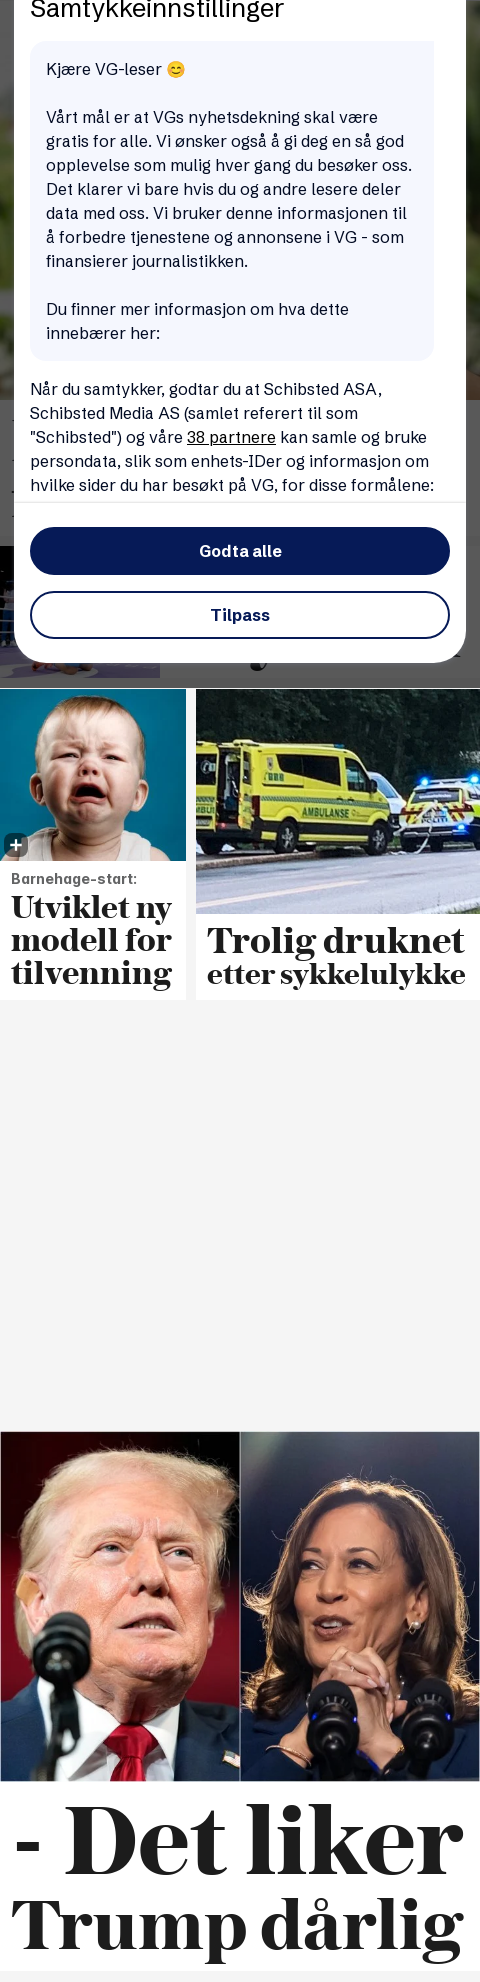 Samtykkeinnstillinger
Kjære VG-leser 😊
Vårt mål er at VGs nyhetsdekning skal være
gratis for alle. Vi ønsker også å gi deg en så god
opplevelse som mulig hver gang du besøker oss.
Det klarer vi bare hvis du og andre lesere deler
data med oss. Vi bruker denne informasjonen til
å forbedre tjenestene og annonsene i VG - som
finansierer journalistikken.
Du finner mer informasjon om hva dette
innebærer her:
Når du samtykker, godtar du at Schibsted ASA,
Schibsted Media AS (samlet referert til som
"Schibsted") og våre 38 partnere kan samle og bruke
persondata, slik som enhets-IDer og informasjon om
hvilke sider du har besøkt på VG, for disse formålene:
Godta alle
Tilpass
AMBULANSE
POLITI
Barnehage-start:
Utviklet ny
modell for
tilvenning
Trolig druknet
etter sykkelulykke
- Det liker
Trump dårlig